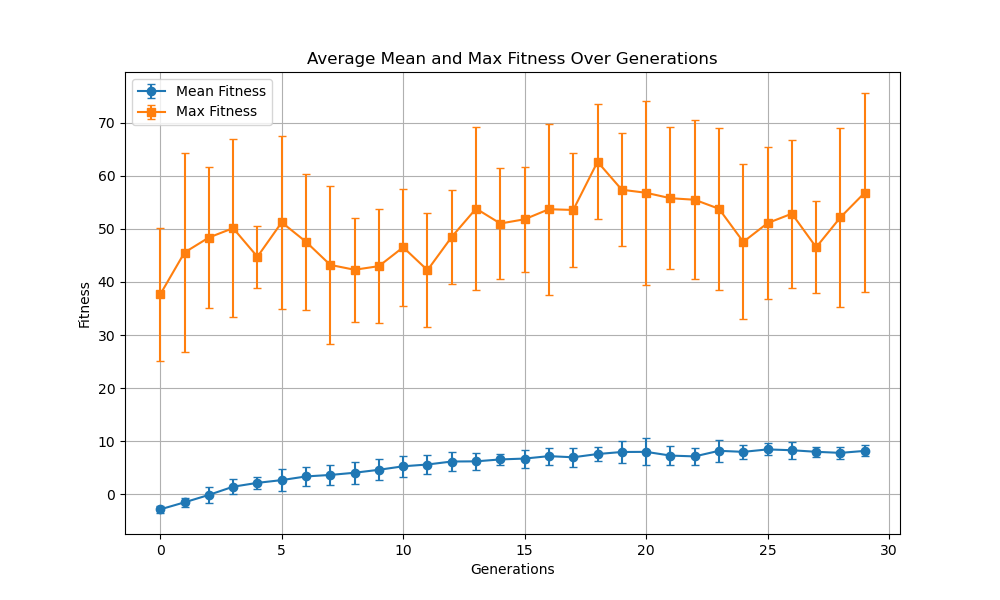 Average Mean and Max Fitness Over Generations
Mean Fitness
Max Fitness
Fitness
70
60
50
40
30
20
10
0
0 5 10 15 20 25 30
Generations